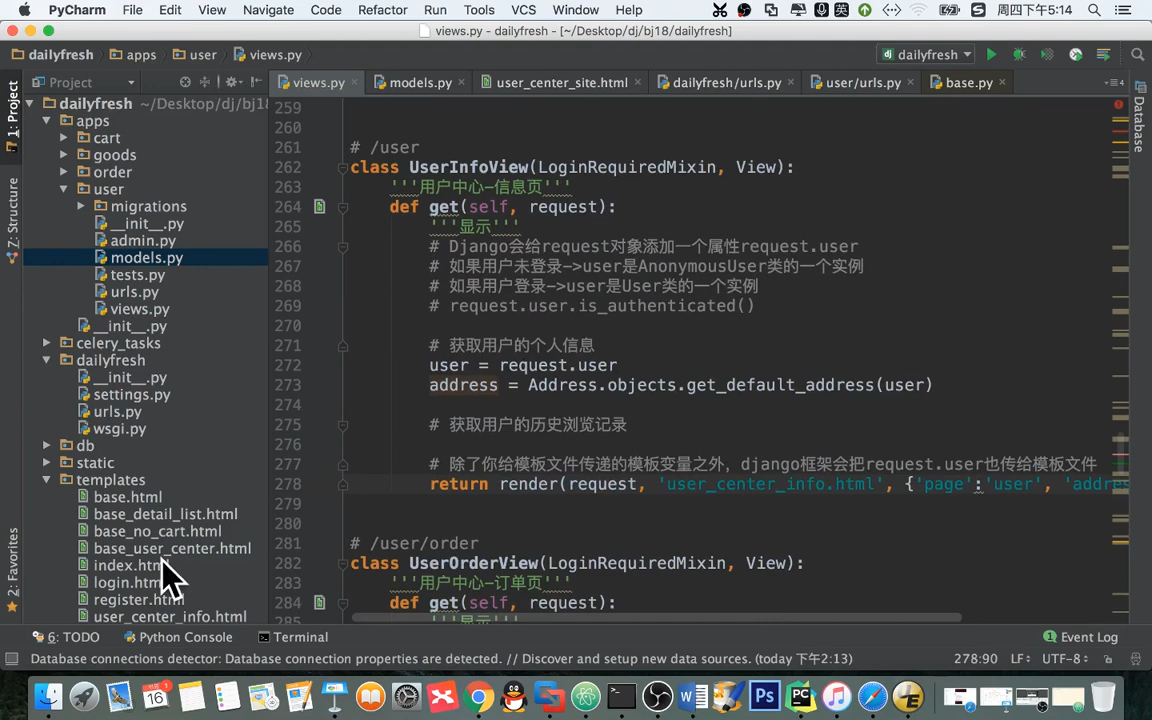 PyCharm File Edit View Navigate Code Refactor Run Tools VCS Window Help 英 周四下午5:14
views.py - dailyfresh - [~/Desktop/dj/bj18/dailyfresh]
dailyfresh apps user views.py dailyfresh
Project
views.py models.py user_center_site.html dailyfresh/urls.py user/urls.py base.py
1: Project
7: Structure
2: Favorites
Database
dailyfresh ~/Desktop/dj/bj18
apps
cart
goods
order
user
migrations
__init__.py
admin.py
models.py
tests.py
urls.py
views.py
__init__.py
celery_tasks
dailyfresh
__init__.py
settings.py
urls.py
wsgi.py
db
static
templates
base.html
base_detail_list.html
base_no_cart.html
base_user_center.html
index.htm
login.htm
register.html
user_center_info.html
259
260
261 # /user
262 class UserInfoView(LoginRequiredMixin, View):
263 '''用户中心-信息页'''
264 def get(self, request):
265 '''显示'''
266 # Django会给request对象添加一个属性request.user
267 # 如果用户未登录->user是AnonymousUser类的一个实例
268 # 如果用户登录->user是User类的一个实例
269 # request.user.is_authenticated()
270
271 # 获取用户的个人信息
272 user = request.user
273 address = Address.objects.get_default_address(user)
274
275 # 获取用户的历史浏览记录
276
277 # 除了你给模板文件传递的模板变量之外，django框架会把request.user也传给模板文件
278 return render(request, 'user_center_info.html', {'page':'user', 'addres
279
280
281 # /user/order
282 class UserOrderView(LoginRequiredMixin, View):
283 '''用户中心-订单页'''
284 def get(self, request):
285 '''显示'''
6: TODO Python Console Terminal 1 Event Log
Database connections detector: Database connection properties are detected. // Discover and setup new data sources. (today 下午2:13) 278:90 LF÷ UTF-8÷
16 W Ps PC